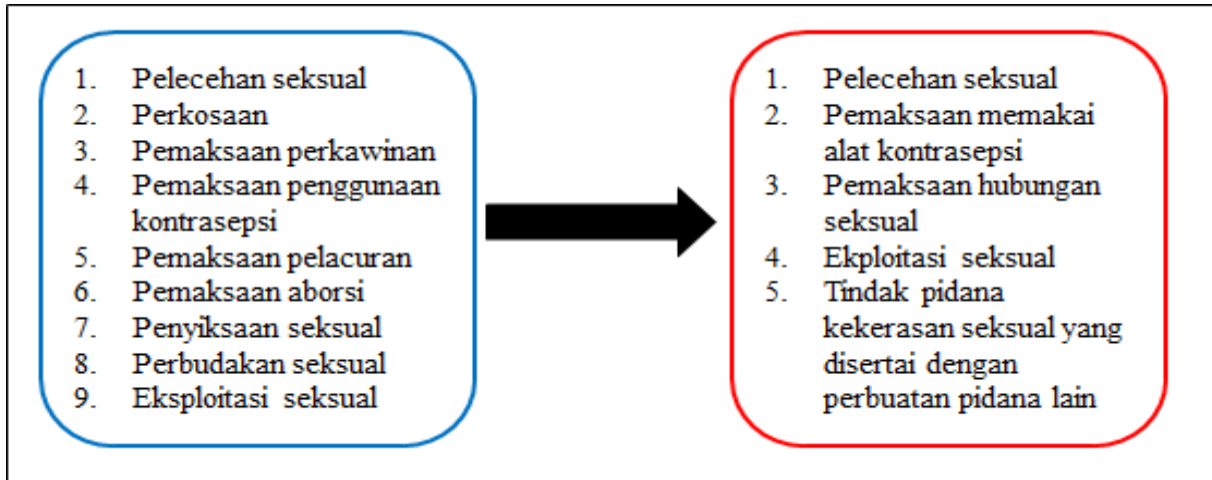 1. Pelecehan seksual
2. Perkosaan
3. Pemaksaan perkawinan
4. Pemaksaan penggunaan
kontrasepsi
5. Pemaksaan pelacuran
6. Pemaksaan aborsi
7. Penyiksaan seksual
8. Perbudakan seksual
9. Eksploitasi seksual
1. Pelecehan seksual
2. Pemaksaan memakai
alat kontrasepsi
3. Pemaksaan hubungan
seksual
4. Ekploitasi seksual
5. Tindak pidana
kekerasan seksual yang
disertai dengan
perbuatan pidana lain